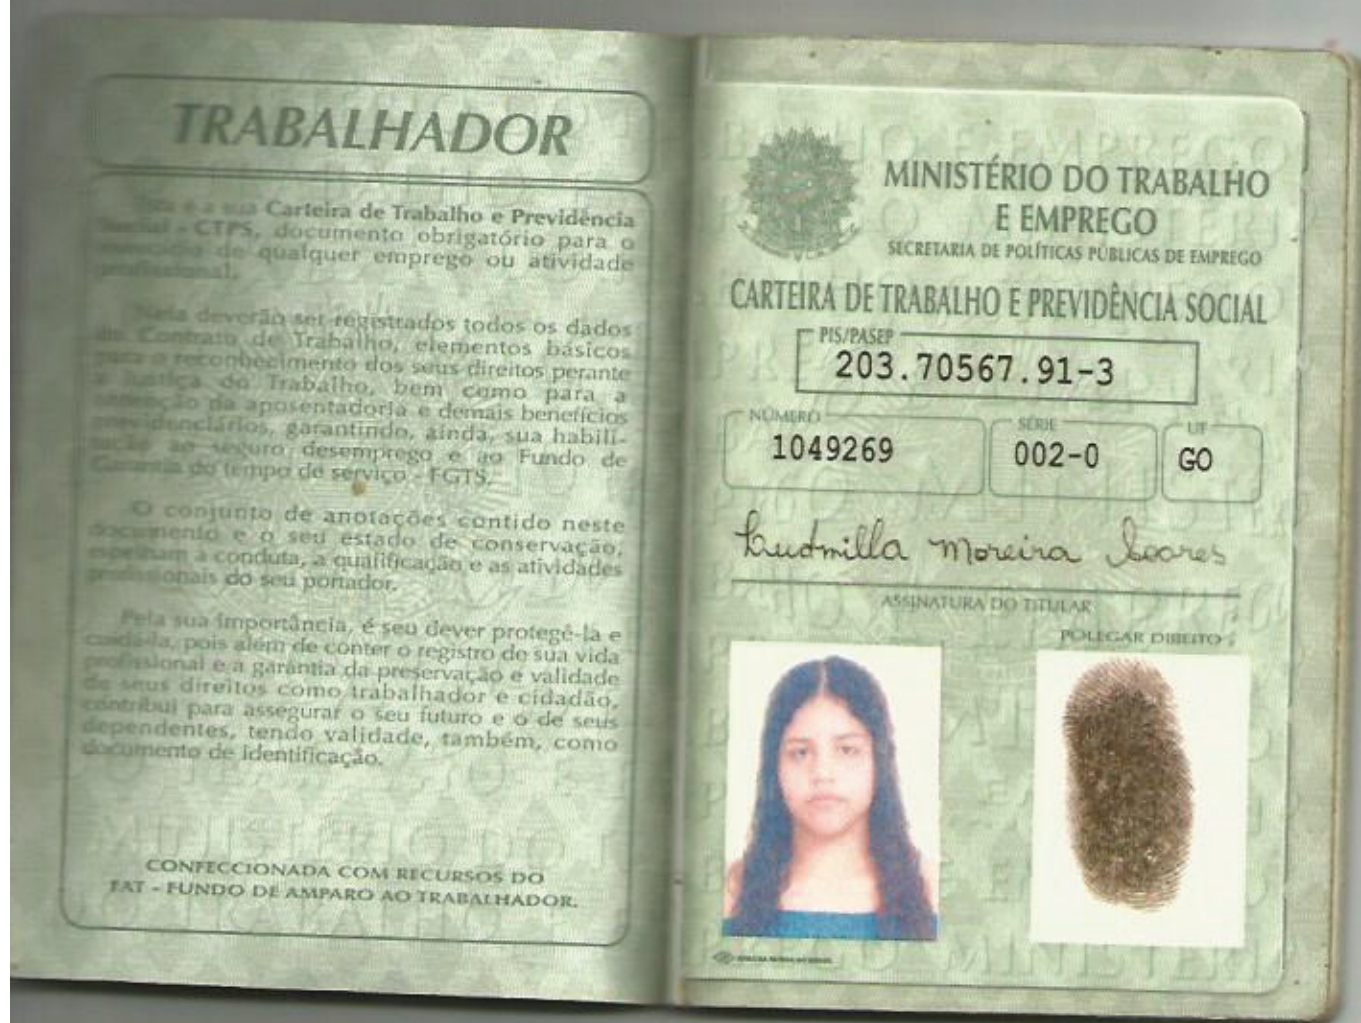 TRABALHADOR
Esta é a sua Carteira de Trabalho e Previdência
Social - CTPS, documento obrigatório para o
exercício de qualquer emprego ou atividade
profissional.
Nela deverão ser registrados todos os dados
do Contrato de Trabalho, elementos básicos
para o reconhecimento dos seus direitos perante
a Justiça do Trabalho, bem como para a
obtenção da aposentadoria e demais benefícios
previdenciários, garantindo, ainda, sua habili-
tação ao seguro desemprego e ao Fundo de
Garantia do tempo de serviço - FGTS.
O conjunto de anotações contido neste
documento e o seu estado de conservação,
espelham a conduta, a qualificação e as atividades
profissionais do seu portador.
Pela sua importância, é seu dever protegê-la e
cuidá-la, pois além de conter o registro de sua vida
profissional e a garantia da preservação e validade
de seus direitos como trabalhador e cidadão,
contribui para assegurar o seu futuro e o de seus
dependentes, tendo validade, também, como
documento de identificação.
CONFECCIONADA COM RECURSOS DO
FAT - FUNDO DE AMPARO AO TRABALHADOR.
MINISTÉRIO DO TRABALHO
E EMPREGO
SECRETARIA DE POLÍTICAS PÚBLICAS DE EMPREGO
CARTEIRA DE TRABALHO E PREVIDÊNCIA SOCIAL
PIS/PASEP
203.70567.91-3
NÚMERO SÉRIE UF
1049269 002-0 GO
Ludmilla Moreira Soares
ASSINATURA DO TITULAR
POLEGAR DIREITO